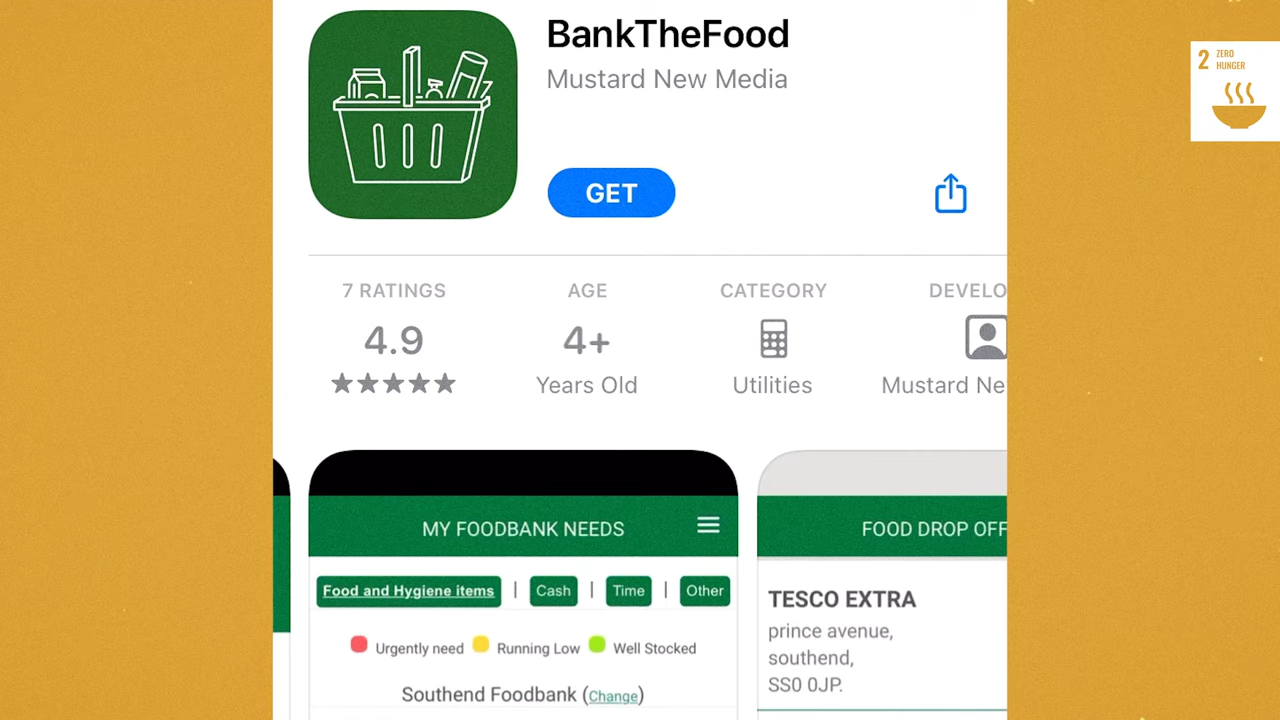 BankTheFood
Mustard New Media
GET
2 ZERO
HUNGER
7 RATINGS
AGE
CATEGORY
DEVELO
4.9
4+
Years Old
Utilities
Mustard Ne
MY FOODBANK NEEDS
Food and Hygiene items | Cash | Time | Other
Urgently need Running Low Well Stocked
Southend Foodbank (Change)
FOOD DROP OFF
TESCO EXTRA
prince avenue,
southend,
SS0 0JP.